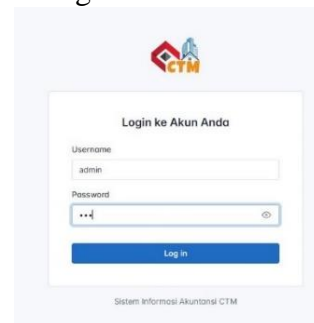 CTM
Login ke Akun Anda
Username
admin
Password
•••
Log in
Sistem Informasi Akuntansi CTM